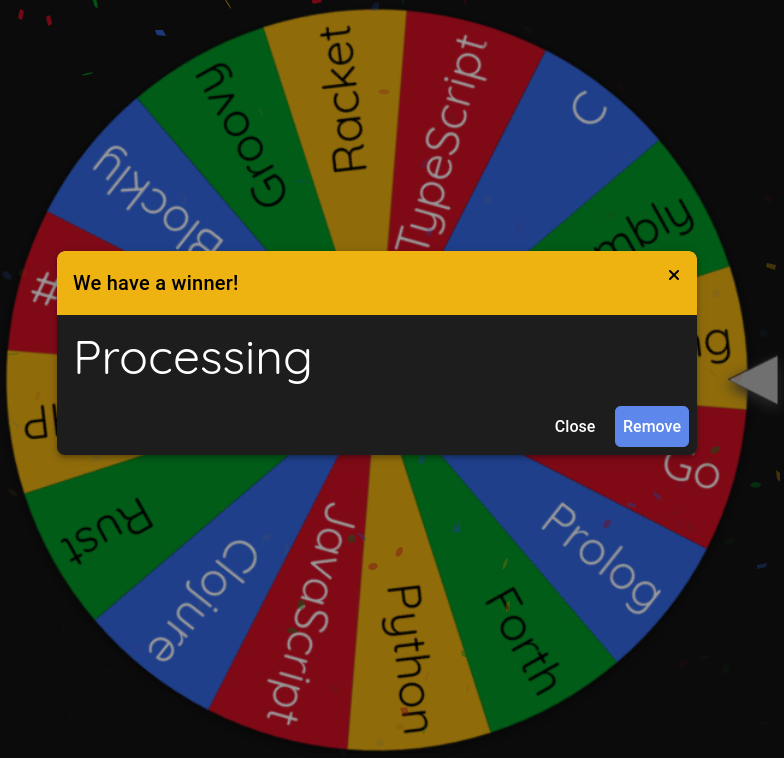 Racket
TypeScript
C
Groovy
Blockly
mbly
#
We have a winner!
×
ng
Processing
Close
Remove
Go
Rust
Prolog
Clojure
JavaScript
Python
Forth